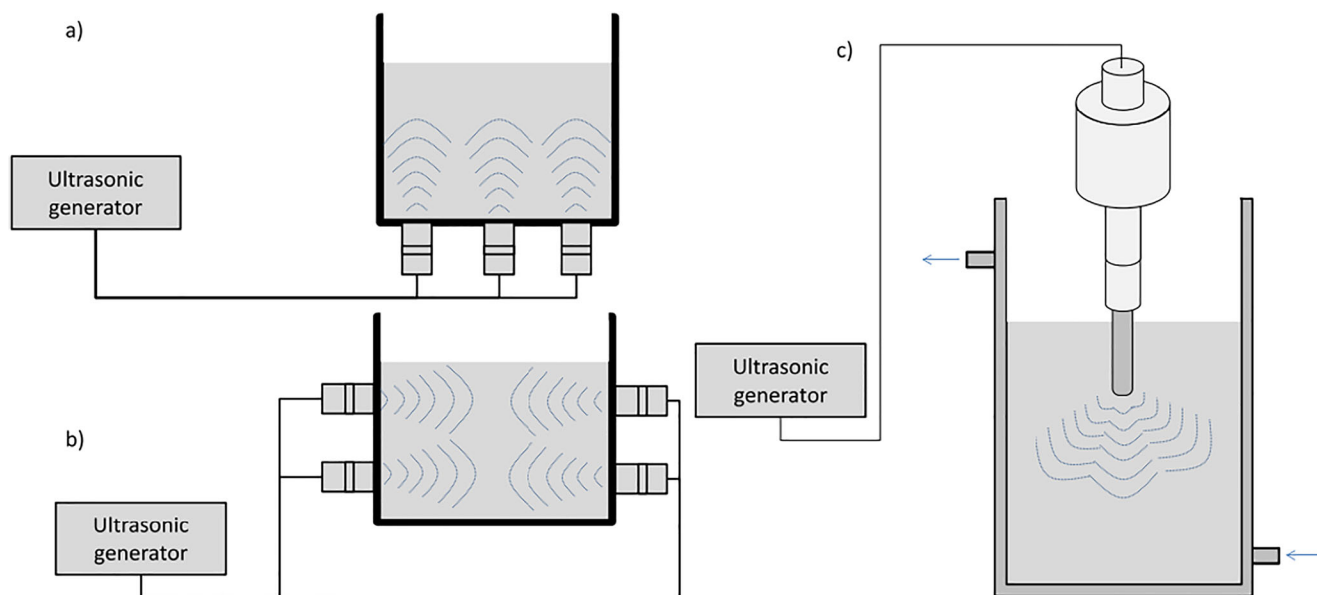 a)
Ultrasonic
generator
b)
Ultrasonic
generator
c)
Ultrasonic
generator